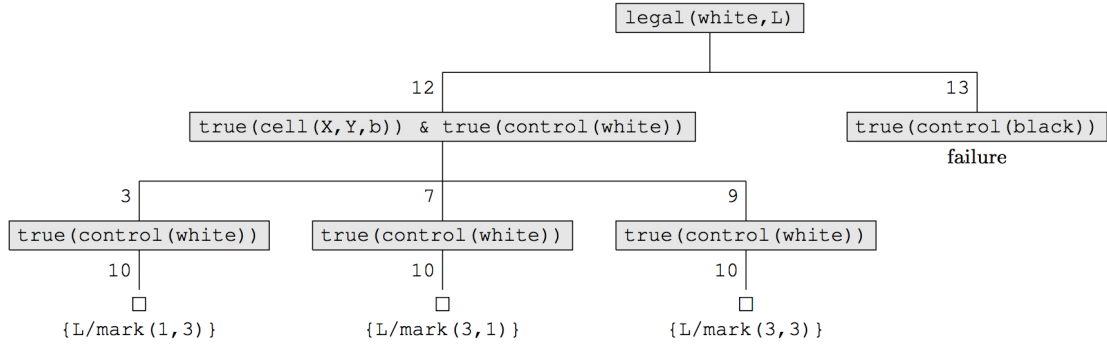 legal(white,L)
12 13
true(cell(X,Y,b)) & true(control(white)) true(control(black))
failure
3 7 9
true(control(white)) true(control(white)) true(control(white))
10 10 10
{L/mark(1,3)} {L/mark(3,1)} {L/mark(3,3)}